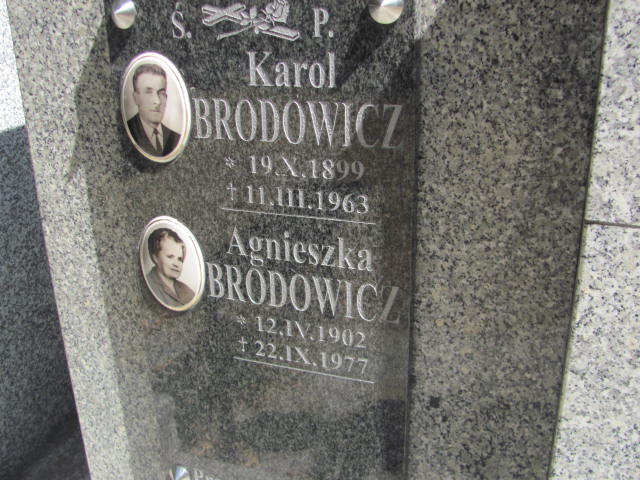 Ś. P.
Karol
BRODOWICZ
* 19.X.1899
† 11.III.1963
Agnieszka
BRODOWICZ
* 12.IV.1902
† 22.IX.1977